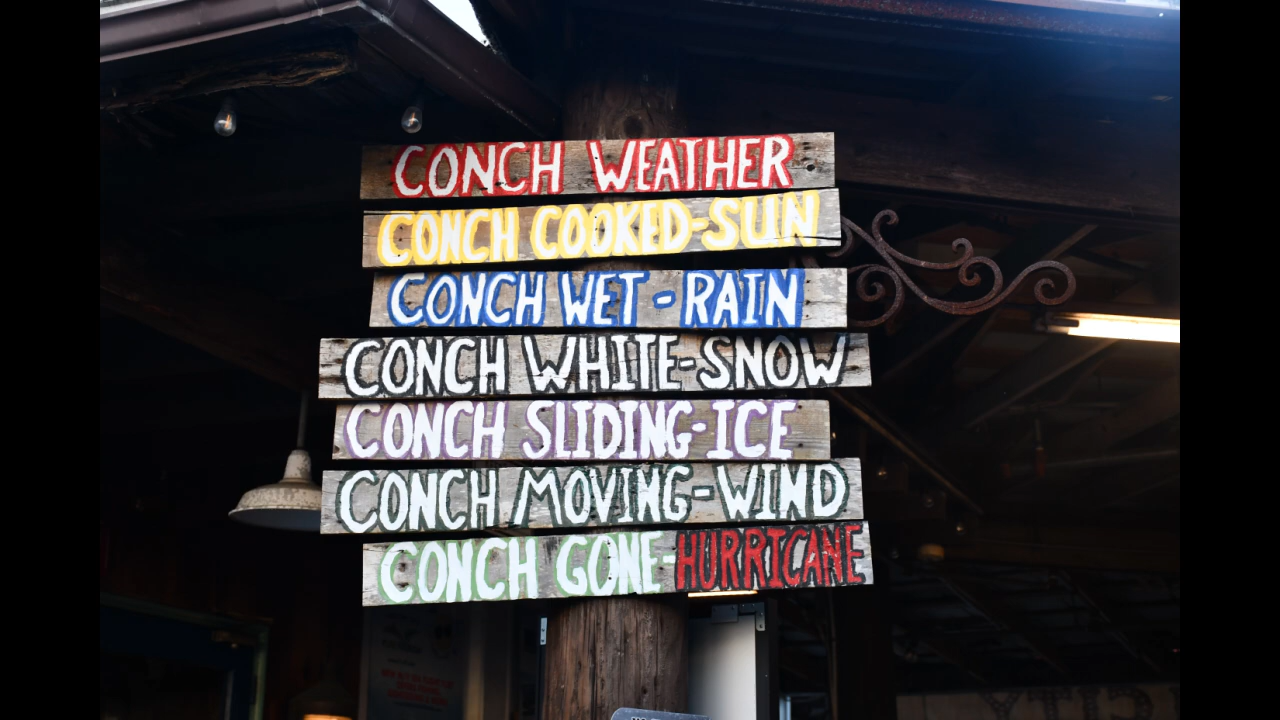 CONCH WEATHER
CONCH COOKED-SUN
CONCH WET-RAIN
CONCH WHITE-SNOW
CONCH SLIDING-ICE
CONCH MOVING-WIND
CONCH GONE-HURRICANE